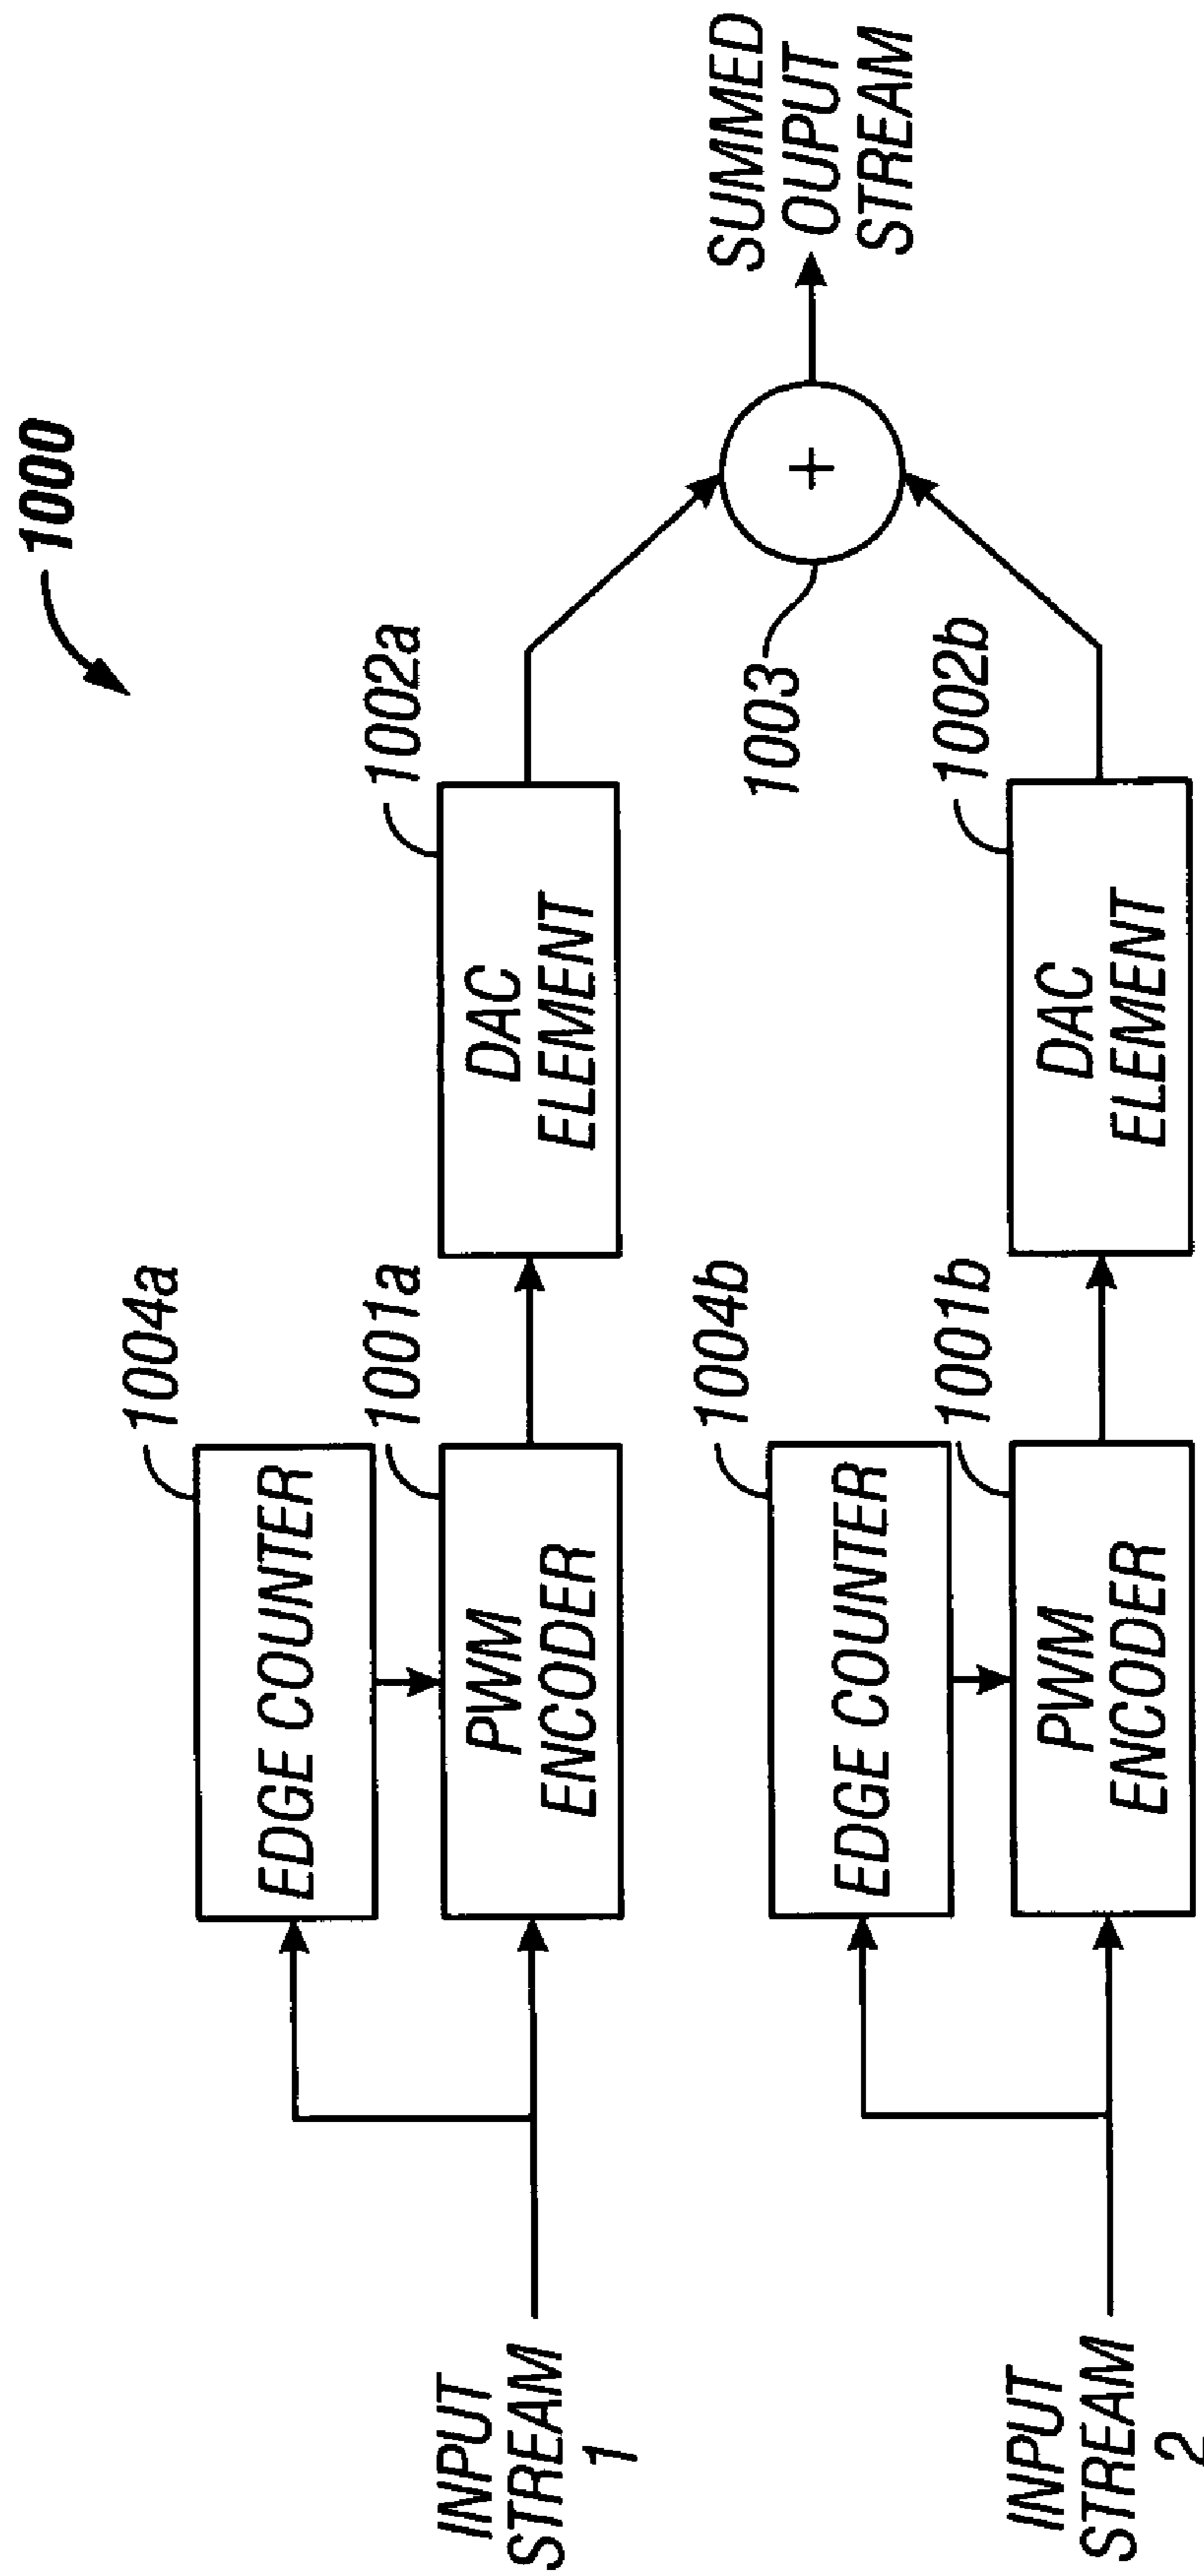 1000
1004a
EDGE COUNTER
1001a
PWM
ENCODER
1002a
DAC
ELEMENT
INPUT
STREAM
1
1003
+
SUMMED
OUPUT
STREAM
1004b
EDGE COUNTER
1001b
PWM
ENCODER
1002b
DAC
ELEMENT
INPUT
STREAM
2